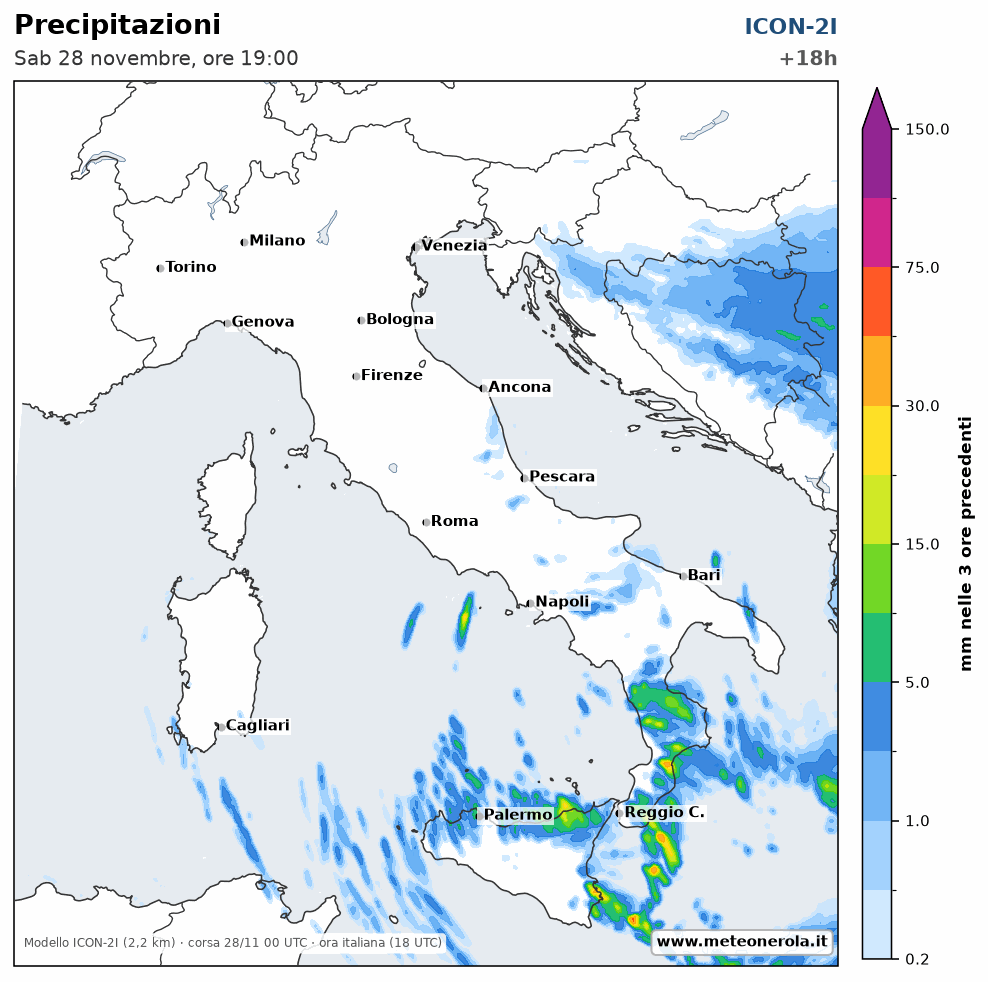 Precipitazioni
ICON-2I
Sab 28 novembre, ore 19:00
+18h
150.0
75.0
30.0
15.0
5.0
1.0
0.2
mm nelle 3 ore precedenti
Milano
Venezia
Torino
Genova
Bologna
Firenze
Ancona
Pescara
Roma
Bari
Napoli
Cagliari
Palermo
Reggio C.
Modello ICON-2I (2,2 km) · corsa 28/11 00 UTC · ora italiana (18 UTC)
www.meteonerola.it